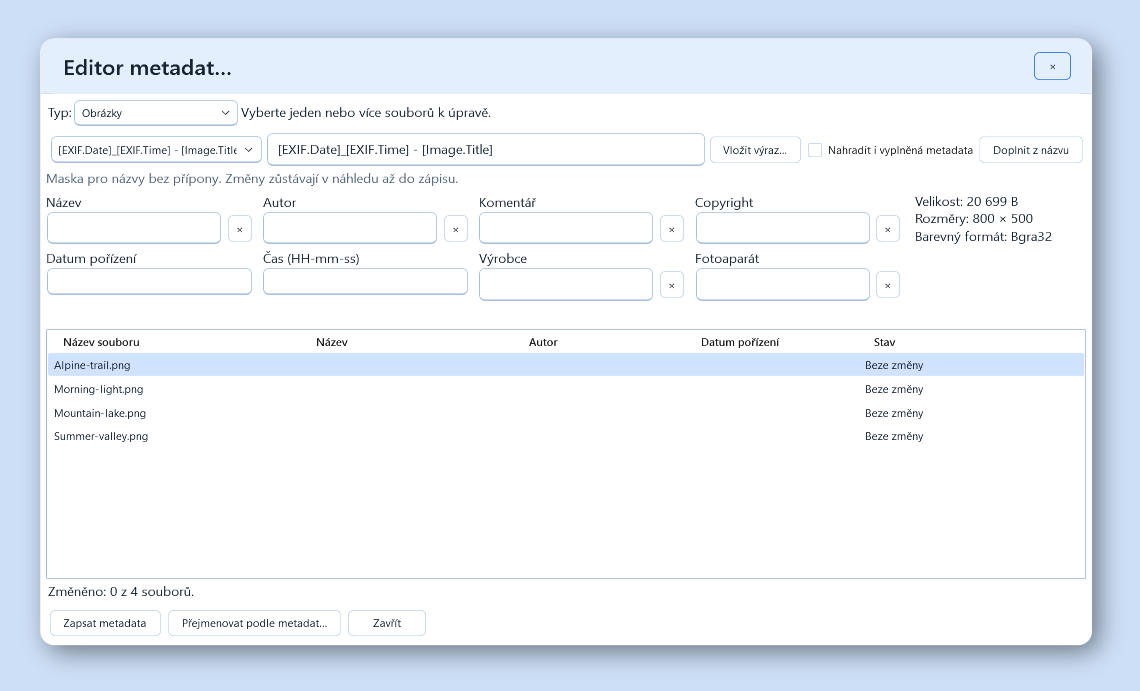 Editor metadat...
×
Typ: Obrázky Vyberte jeden nebo více souborů k úpravě.
[EXIF.Date]_[EXIF.Time] - [Image.Title [EXIF.Date]_[EXIF.Time] - [Image.Title] Vložit výraz... Nahradit i vyplněná metadata Doplnit z názvu
Maska pro názvy bez přípony. Změny zůstávají v náhledu až do zápisu.
Název Autor Komentář Copyright Velikost: 20 699 B
× × × × Rozměry: 800 × 500
Barevný formát: Bgra32
Datum pořízení Čas (HH-mm-ss) Výrobce Fotoaparát
× ×
Název souboru Název Autor Datum pořízení Stav
Alpine-trail.png Beze změny
Morning-light.png Beze změny
Mountain-lake.png Beze změny
Summer-valley.png Beze změny
Změněno: 0 z 4 souborů.
Zapsat metadata Přejmenovat podle metadat... Zavřít